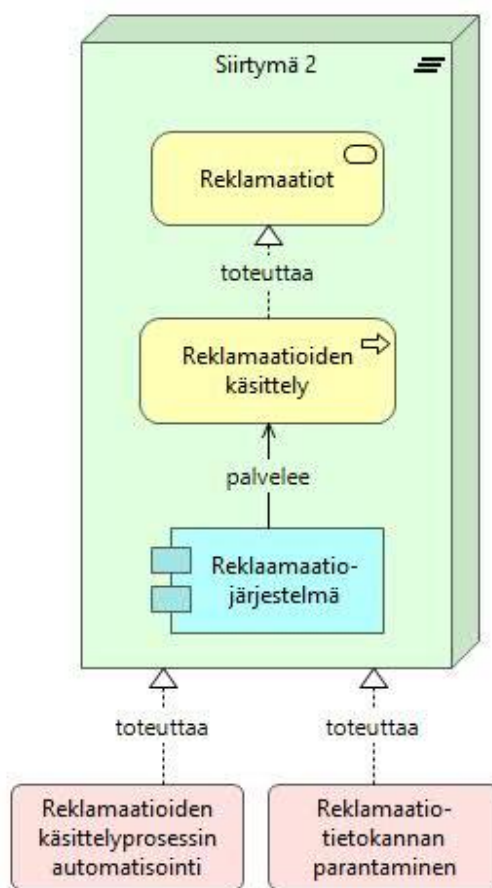 Siirtymä 2
Reklamaatiot
toteuttaa
Reklamaatioiden
käsittely
palvelee
Reklaamaatio-
järjestelmä
toteuttaa
toteuttaa
Reklamaatioiden
käsittelyprosessin
automatisointi
Reklamaatio-
tietokannan
parantaminen